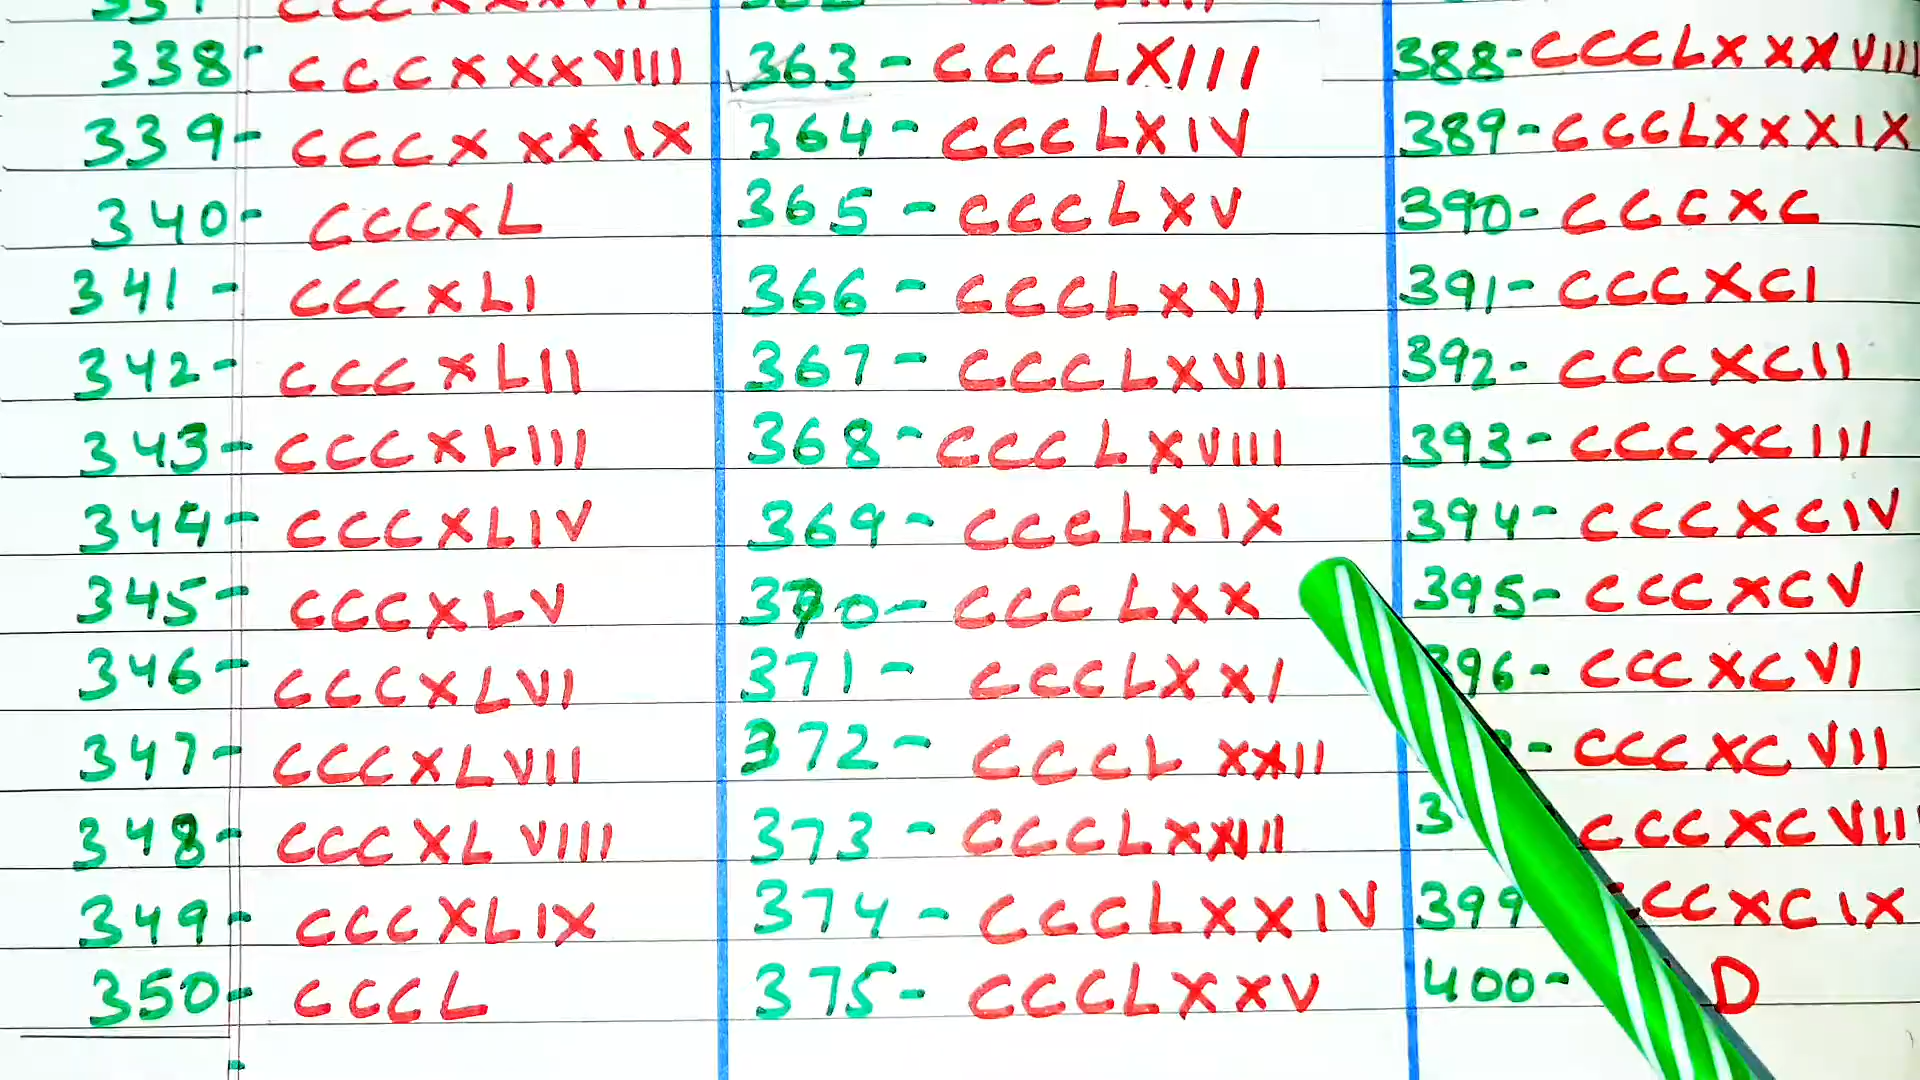 338- CCCXXXVIII
339- CCCXXXIX
340- CCCXL
341- CCCXLI
342- CCCXLII
343- CCCXLIII
344- CCCXLIV
345- CCCXLV
346- CCCXLVI
347- CCCXLVII
348- CCCXLVIII
349- CCCXLIX
350- CCCL
363- CCCLXIII
364- CCCLXIV
365- CCCLXV
366- CCCLXVI
367- CCCLXVII
368- CCCLXVIII
369- CCCLXIX
370- CCCLXX
371- CCCLXXI
372- CCCLXXII
373- CCCLXXIII
374- CCCLXXIV
375- CCCLXXV
388- CCCLXXXVIII
389- CCCLXXXIX
390- CCCXC
391- CCCXCI
392- CCCXCII
393- CCCXCIII
394- CCCXCIV
395- CCCXCV
396- CCCXCVI
- CCCXCVII
3 CCCXCVIII
399 CCXCIX
400- D